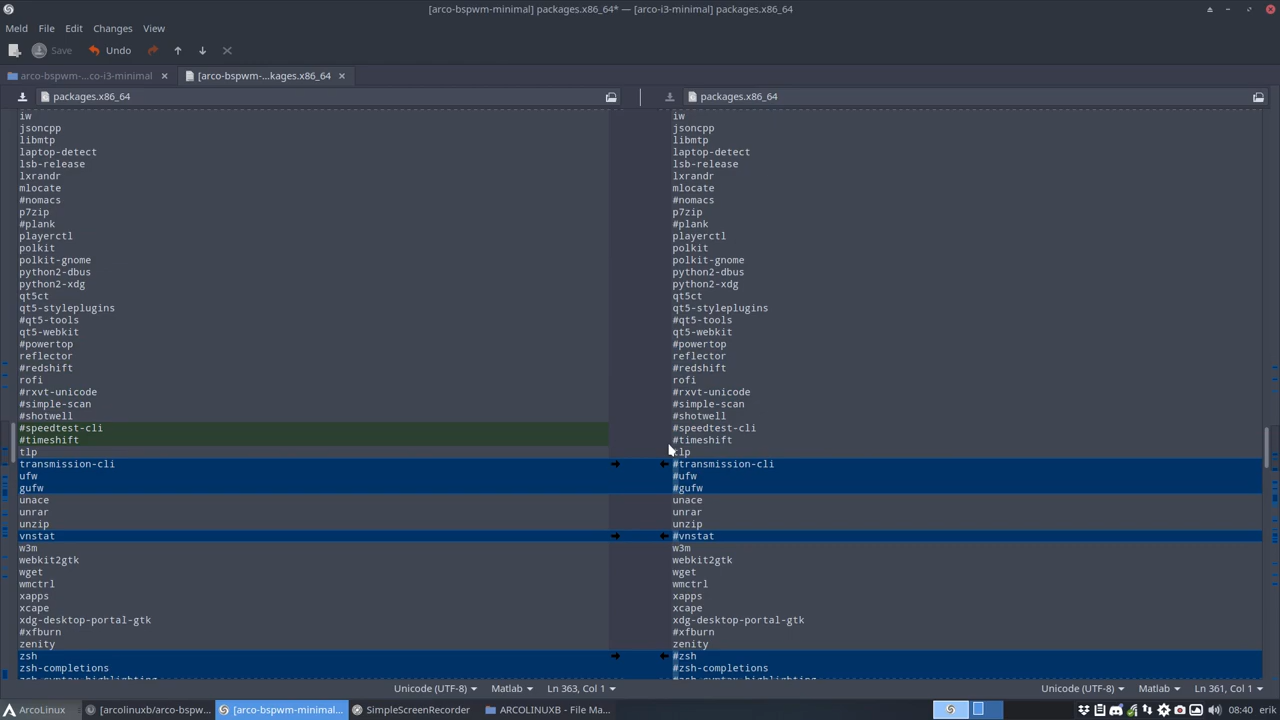 [arco-bspwm-minimal] packages.x86_64* — [arco-i3-minimal] packages.x86_64
Meld File Edit Changes View
Save Undo
arco-bspwm-...co-i3-minimal [arco-bspwm-...kages.x86_64
packages.x86_64 packages.x86_64
iw
jsoncpp
libmtp
laptop-detect
lsb-release
lxrandr
mlocate
#nomacs
p7zip
#plank
playerctl
polkit
polkit-gnome
python2-dbus
python2-xdg
qt5ct
qt5-styleplugins
#qt5-tools
qt5-webkit
#powertop
reflector
#redshift
rofi
#rxvt-unicode
#simple-scan
#shotwell
#speedtest-cli
#timeshift
tlp
transmission-cli
ufw
gufw
unace
unrar
unzip
vnstat
w3m
webkit2gtk
wget
wmctrl
xapps
xcape
xdg-desktop-portal-gtk
#xfburn
zenity
zsh
zsh-completions
zsh-syntax-highlighting
iw
jsoncpp
libmtp
laptop-detect
lsb-release
lxrandr
mlocate
#nomacs
p7zip
#plank
playerctl
polkit
polkit-gnome
python2-dbus
python2-xdg
qt5ct
qt5-styleplugins
#qt5-tools
qt5-webkit
#powertop
reflector
#redshift
rofi
#rxvt-unicode
#simple-scan
#shotwell
#speedtest-cli
#timeshift
tlp
#transmission-cli
#ufw
#gufw
unace
unrar
unzip
#vnstat
w3m
webkit2gtk
wget
wmctrl
xapps
xcape
xdg-desktop-portal-gtk
#xfburn
zenity
#zsh
#zsh-completions
#zsh-syntax-highlighting
Unicode (UTF-8) Matlab Ln 363, Col 1 Unicode (UTF-8) Matlab Ln 361, Col 1
ArcoLinux arcolinuxb/arco-bspw... [arco-bspwm-minimal... SimpleScreenRecorder ARCOLINUXB - File Ma... 08:40 erik